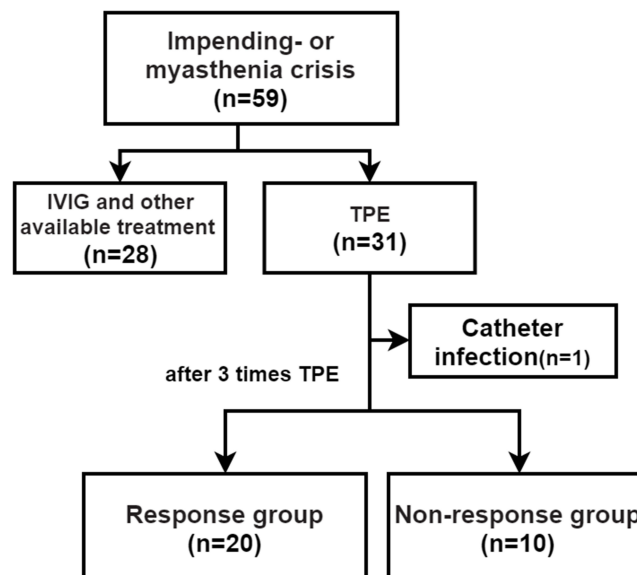 Impending- or
myasthenia crisis
(n=59)
IVIG and other
available treatment
(n=28)
TPE
(n=31)
Catheter
infection(n=1)
after 3 times TPE
Response group
(n=20)
Non-response group
(n=10)